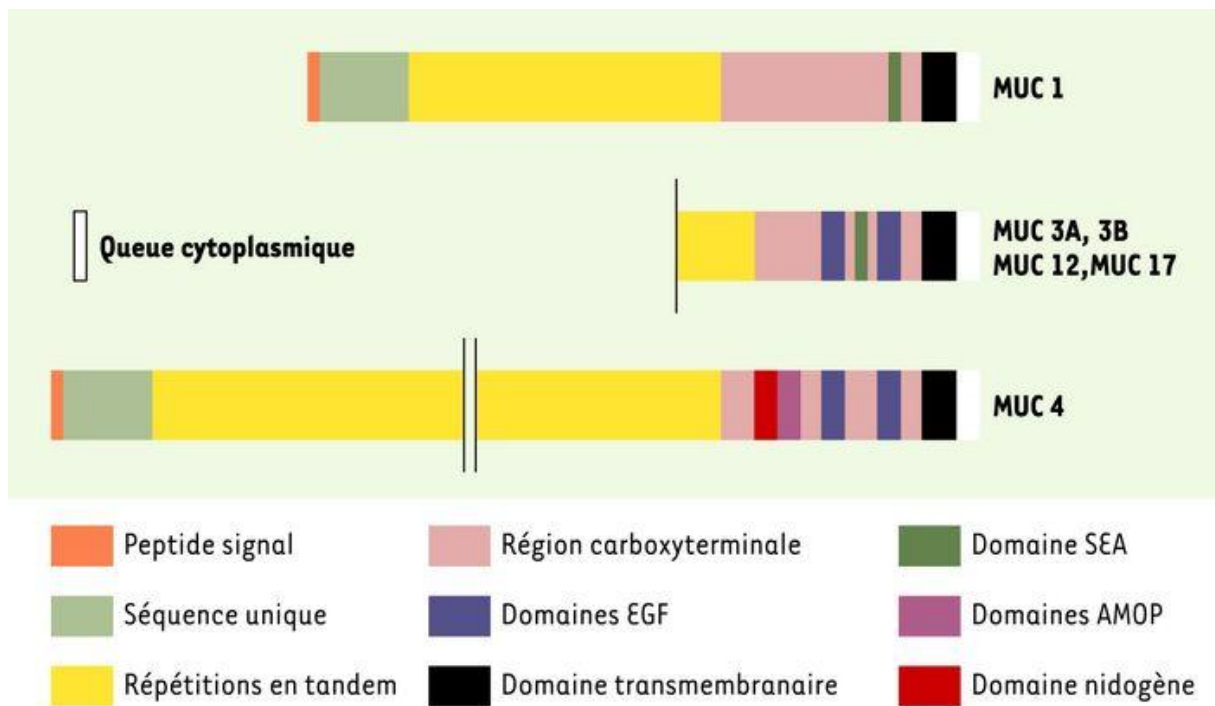 MUC 1
Queue cytoplasmique
MUC 3A, 3B
MUC 12,MUC 17
MUC 4
Peptide signal
Région carboxyterminale
Domaine SEA
Séquence unique
Domaines EGF
Domaines AMOP
Répétitions en tandem
Domaine transmembranaire
Domaine nidogène